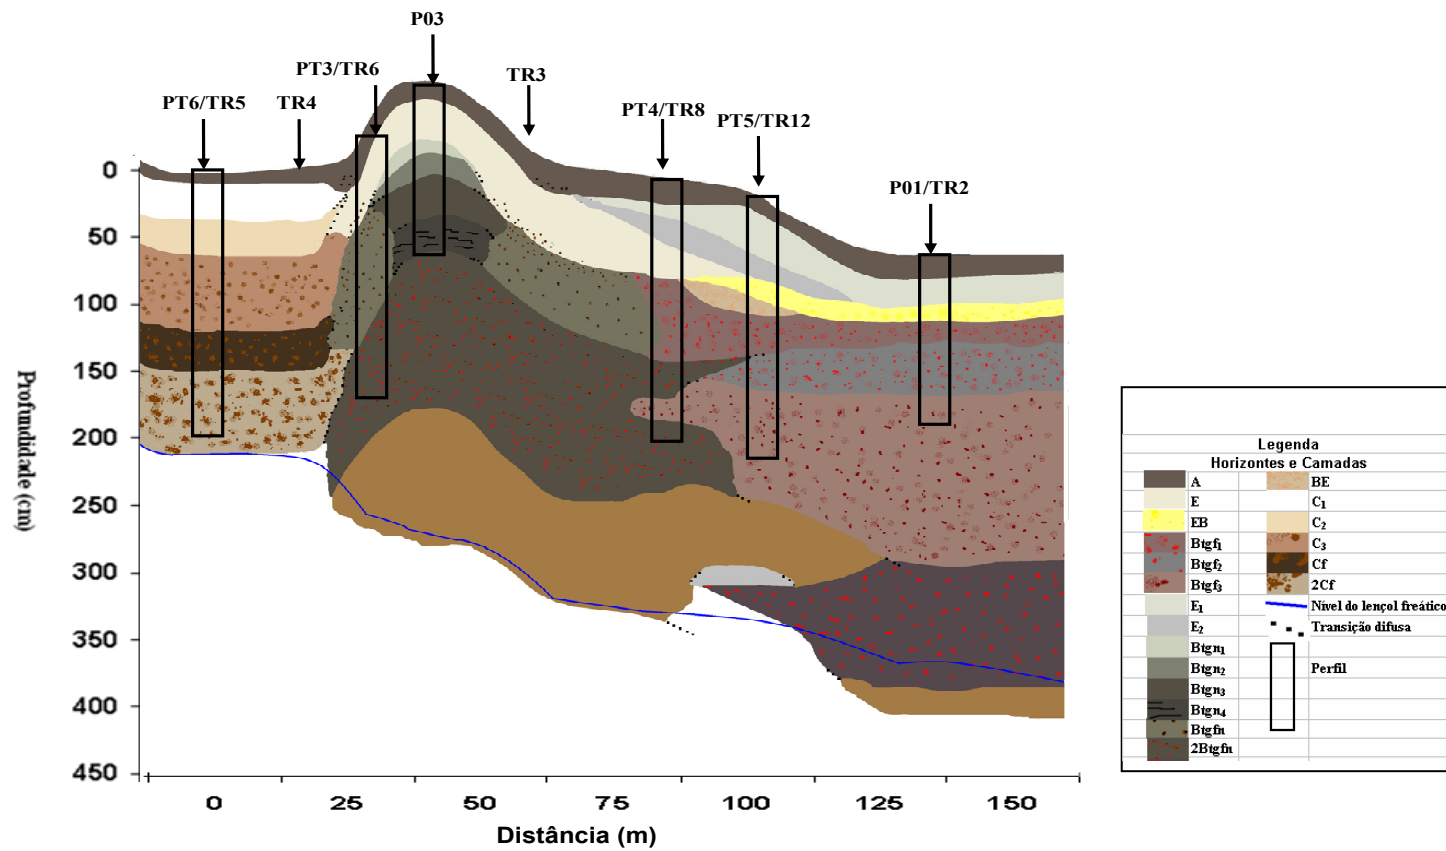 P03
PT3/TR6
TR3
PT6/TR5
TR4
PT4/TR8
PT5/TR12
P01/TR2
0
50
100
150
200
250
300
350
400
450
Profundidade (cm)
0
25
50
75
100
125
150
Distância (m)
Legenda
Horizontes e Camadas
A
BE
E
C1
EB
C2
Btgf1
C3
Btgf2
Cf
Btgf3
2Cf
E1
Nível do lençol freático
E2
Transição difusa
Btgn1
Btgn2
Perfil
Btgn3
Btgn4
Btgfn
2Btgfn